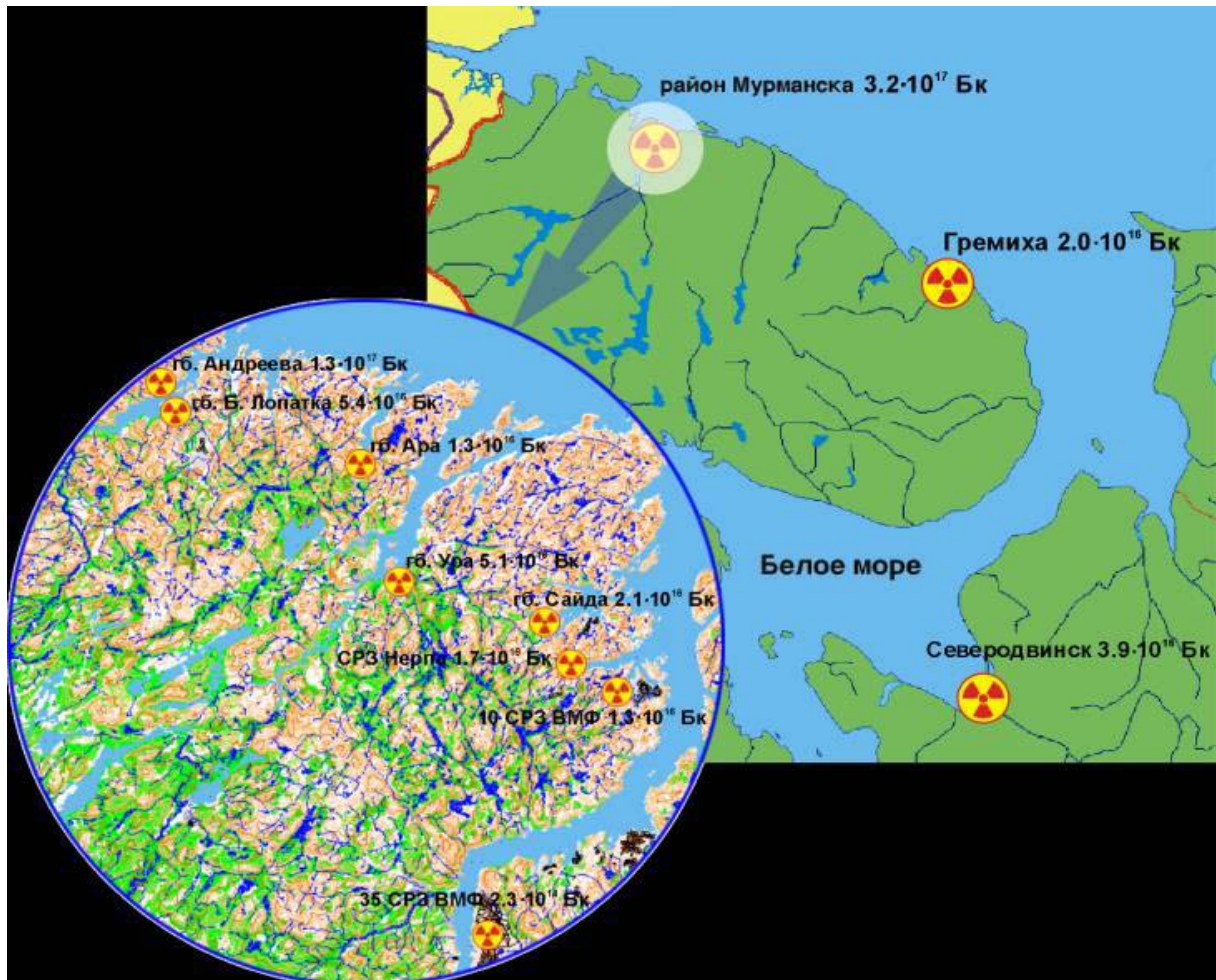 район Мурманска 3.2·10¹⁷ Бк
Гремиха 2.0·10¹⁶ Бк
гб. Андреева 1.3·10¹⁷ Бк
гб. Б. Лопатка 5.4·10¹⁶ Бк
гб. Ара 1.3·10¹⁶ Бк
гб. Ура 5.1·10¹⁶ Бк
Белое море
гб. Сайда 2.1·10¹⁶ Бк
СРЗ Нерпа 1.7·10¹⁶ Бк
Северодвинск 3.9·10¹⁶ Бк
10 СРЗ ВМФ 1.3·10¹⁶ Бк
35 СРЗ ВМФ 2.3·10¹⁶ Бк